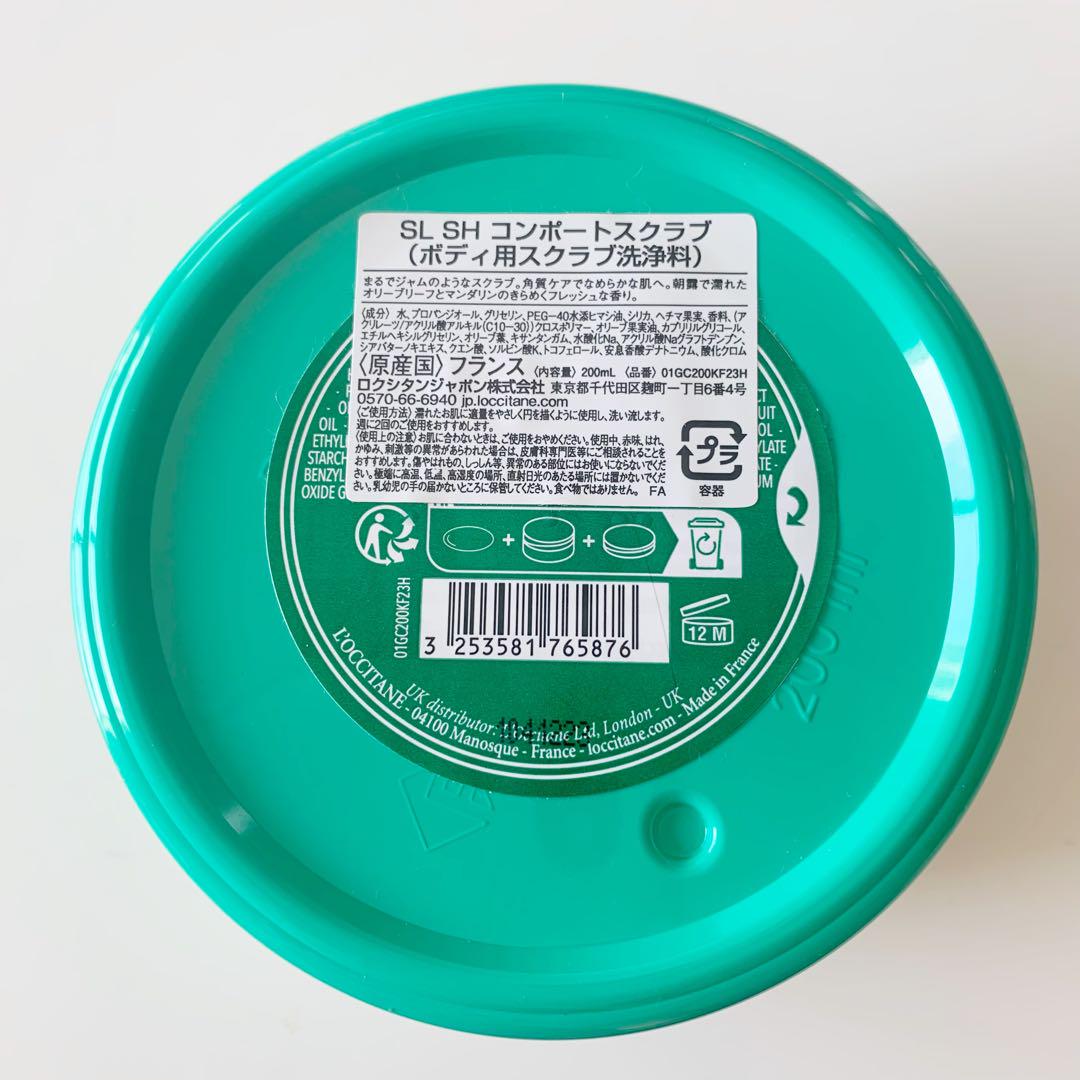 SL SH コンポートスクラブ
（ボディ用スクラブ洗浄料）
まるでジャムのようなスクラブ。角質ケアでなめらかな肌へ。朝露で濡れた
オリーブリーフとマンダリンのきらめくフレッシュな香り。
〈成分〉水、プロパンジオール、グリセリン、PEG－40水添ヒマシ油、シリカ、ヘチマ果実、香料、（ア
クリレーツ/アクリル酸アルキル（C10－30））クロスポリマー、オリーブ果実油、カプリリルグリコール、
エチルヘキシルグリセリン、オリーブ葉、キサンタンガム、水酸化Na、アクリル酸Naグラフトデンプン、
シアバターノキエキス、クエン酸、ソルビン酸K、トコフェロール、安息香酸デナトニウム、酸化クロム
〈原産国〉フランス 〈内容量〉200mL 〈品番〉01GC200KF23H
ロクシタンジャポン株式会社 東京都千代田区麹町一丁目6番4号
0570-66-6940 jp.loccitane.com
〈ご使用方法〉濡れたお肌に適量をやさしく円を描くように使用し、洗い流します。
週に2回のご使用をおすすめします。
〈使用上の注意〉お肌に合わないときは、ご使用をおやめください。使用中、赤味、はれ、
かゆみ、刺激等の異常があらわれた場合は、皮膚科専門医等にご相談されることを
おすすめします。傷やはれもの、しっしん等、異常のある部位にはお使いにならないでくだ
さい。極端に高温、低温、高湿度の場所、直射日光のあたる場所には置かないでくだ
さい。乳幼児の手の届かないところに保管してください。食べ物ではありません。 FA
プラ
容器
OIL -
ETHYL
STARCH
BENZYL
OXIDE G
CT
UIT
OL -
YLATE
ATE -
UM
+ +
01GC200KF23H
3 253581 765876
12 M
UK distributor: L'Occitane Ltd, London - UK
L'OCCITANE - 04100 Manosque - France - loccitane.com - Made in France
200 ml